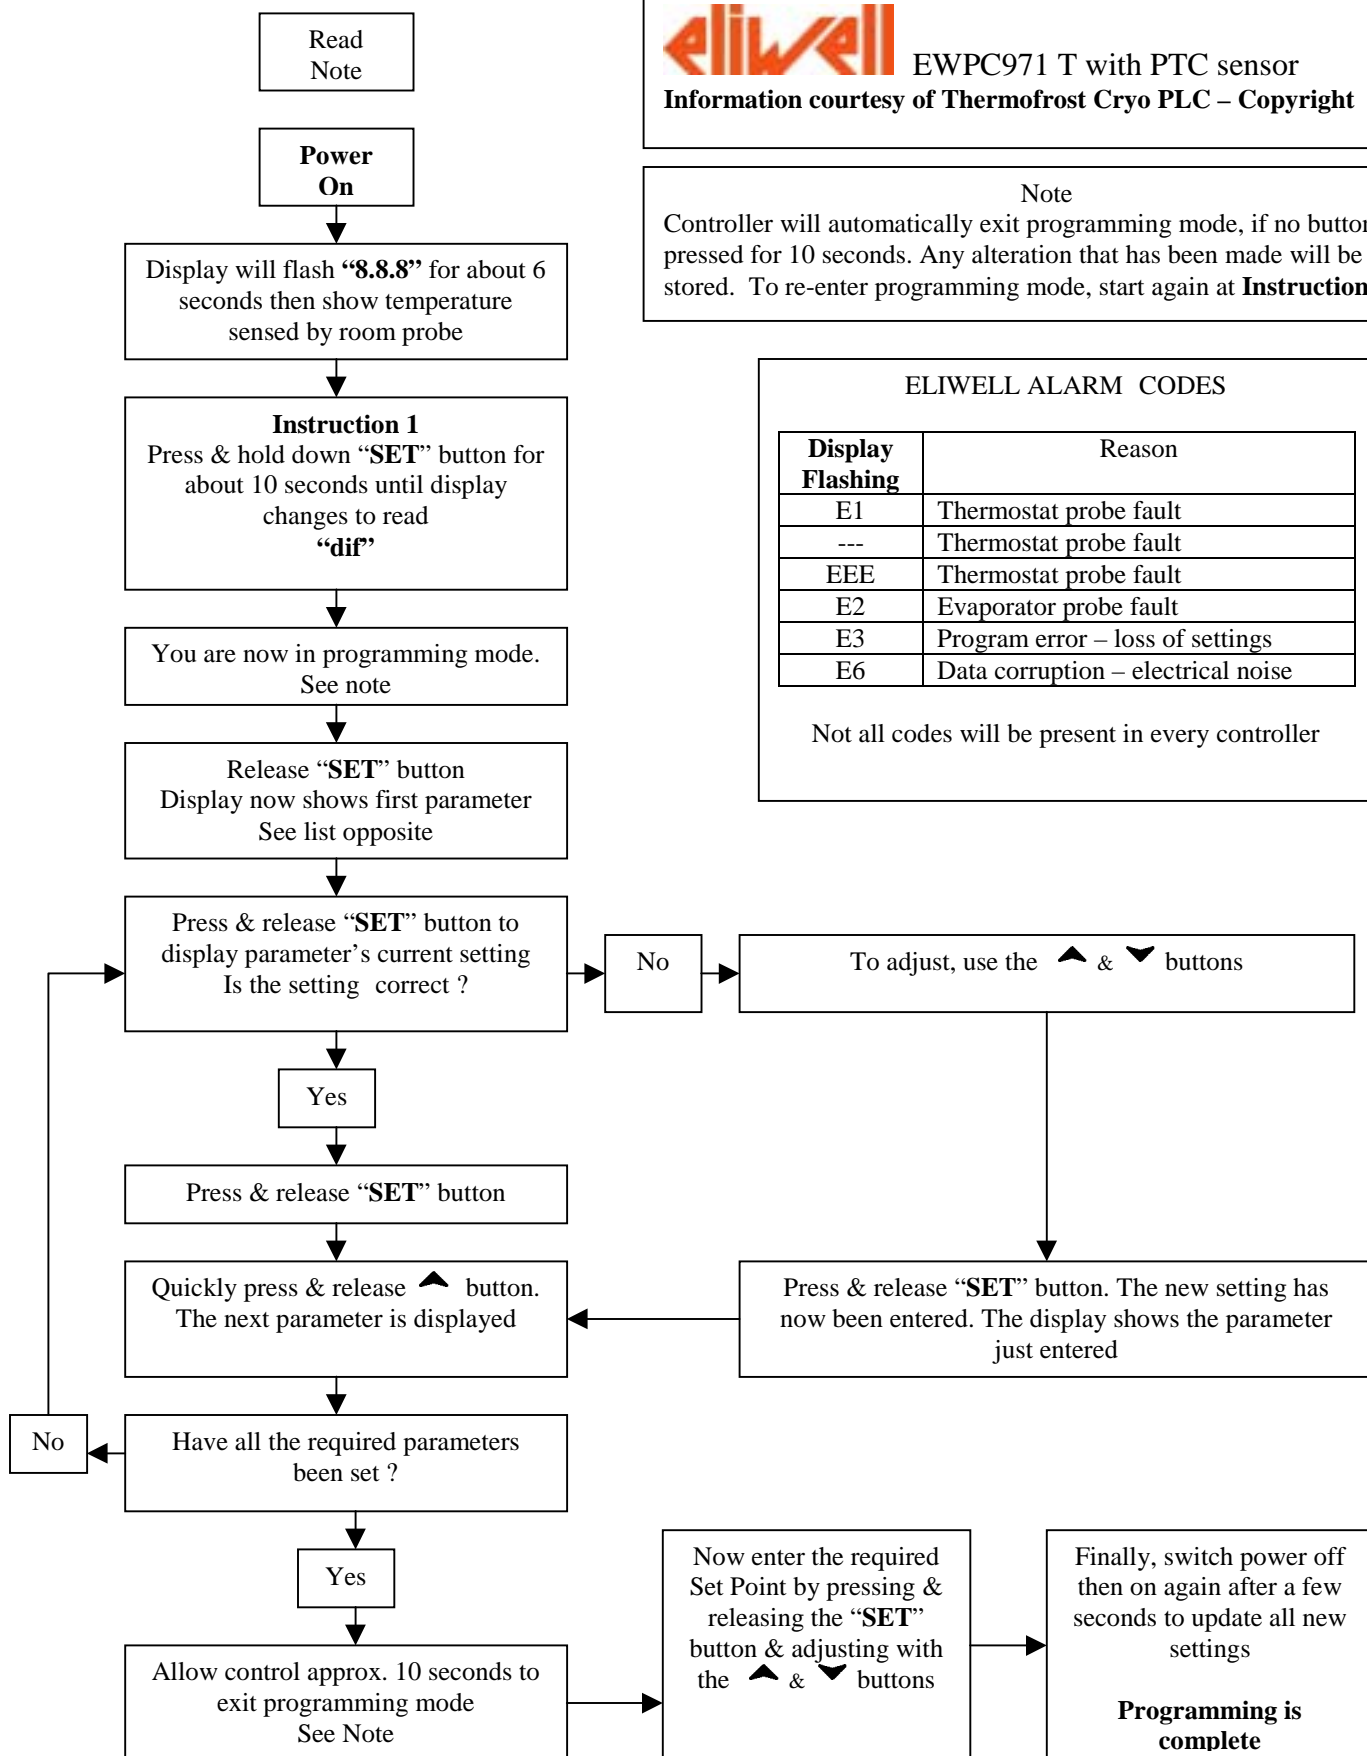 Read
Note
eliwell EWPC971 T with PTC sensor
Information courtesy of Thermofrost Cryo PLC – Copyright
Power
On
Note
Controller will automatically exit programming mode, if no button
pressed for 10 seconds. Any alteration that has been made will be
stored. To re-enter programming mode, start again at Instruction
Display will flash “8.8.8” for about 6
seconds then show temperature
sensed by room probe
Instruction 1
Press & hold down “SET” button for
about 10 seconds until display
changes to read
“dif”
ELIWELL ALARM CODES
Display Flashing Reason
E1 Thermostat probe fault
--- Thermostat probe fault
EEE Thermostat probe fault
E2 Evaporator probe fault
E3 Program error – loss of settings
E6 Data corruption – electrical noise
Not all codes will be present in every controller
You are now in programming mode.
See note
Release “SET” button
Display now shows first parameter
See list opposite
Press & release “SET” button to
display parameter’s current setting
Is the setting correct ?
No
To adjust, use the & buttons
Yes
Press & release “SET” button
Quickly press & release button.
The next parameter is displayed
Press & release “SET” button. The new setting has
now been entered. The display shows the parameter
just entered
No
Have all the required parameters
been set ?
Yes
Allow control approx. 10 seconds to
exit programming mode
See Note
Now enter the required
Set Point by pressing &
releasing the “SET”
button & adjusting with
the & buttons
Finally, switch power off
then on again after a few
seconds to update all new
settings
Programming is
complete